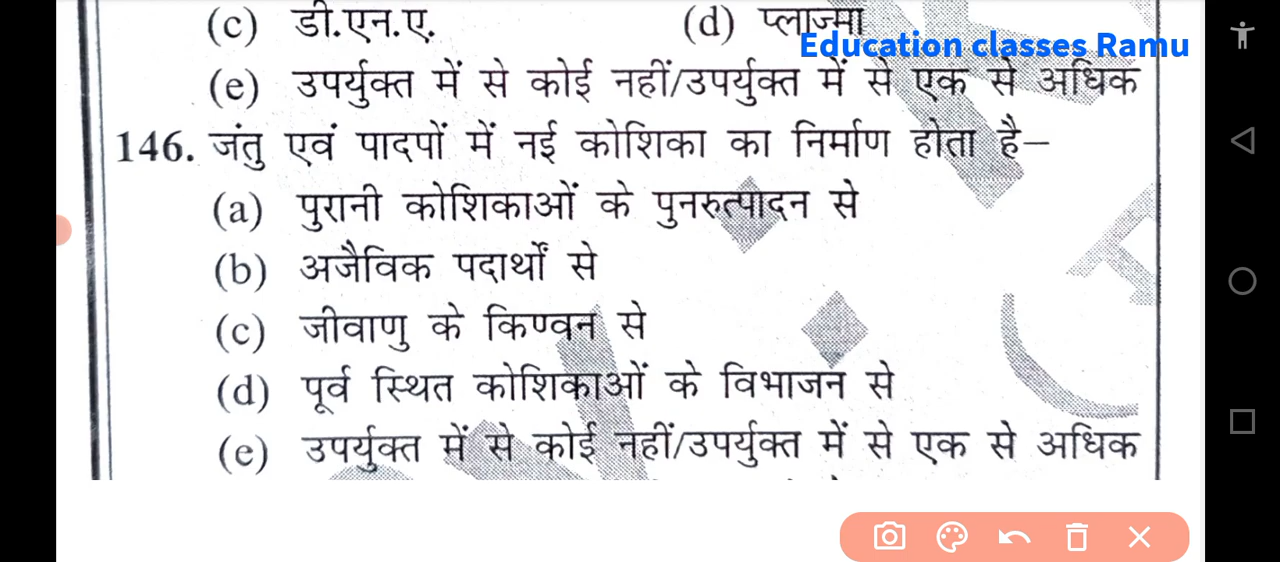 (c) डी.एन.ए. (d) प्लाज्मा
Education classes Ramu
(e) उपर्युक्त में से कोई नहीं/उपर्युक्त में से एक से अधिक
146. जंतु एवं पादपों में नई कोशिका का निर्माण होता है–
(a) पुरानी कोशिकाओं के पुनरुत्पादन से
(b) अजैविक पदार्थों से
(c) जीवाणु के किण्वन से
(d) पूर्व स्थित कोशिकाओं के विभाजन से
(e) उपर्युक्त में से कोई नहीं/उपर्युक्त में से एक से अधिक